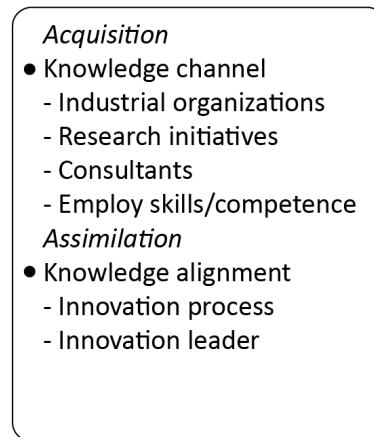 Acquisition
● Knowledge channel
- Industrial organizations
- Research initiatives
- Consultants
- Employ skills/competence
Assimilation
● Knowledge alignment
- Innovation process
- Innovation leader